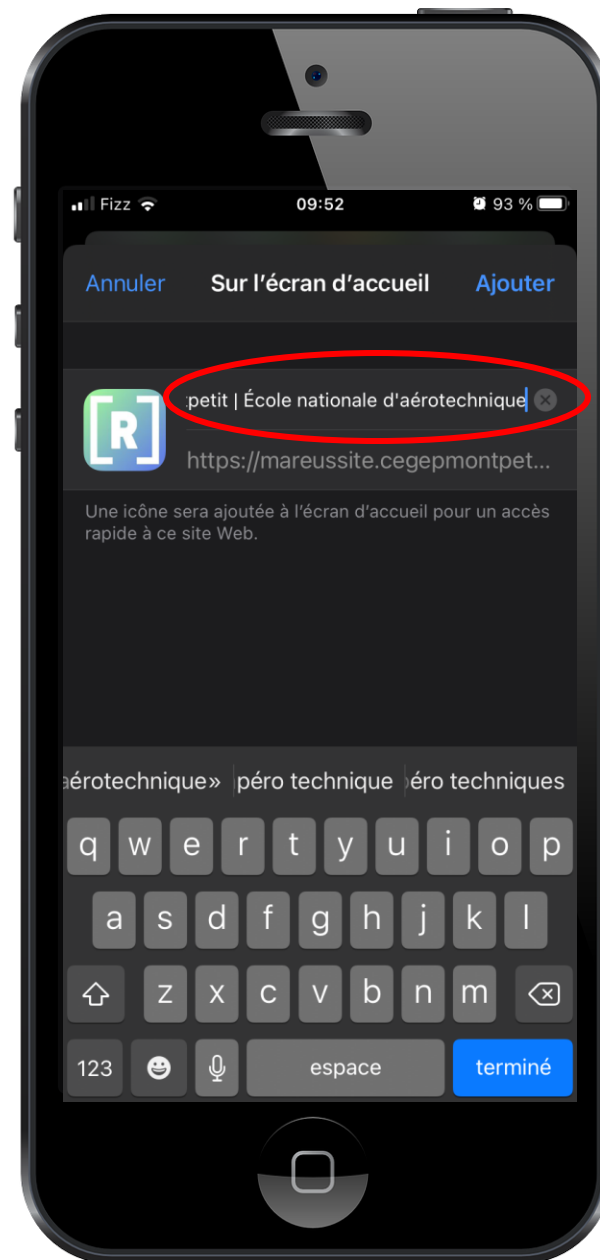 Fizz 09:52 93 %
Annuler Sur l'écran d'accueil Ajouter
[R]
petit | École nationale d'aérotechnique
https://mareussite.cegepmontpet...
Une icône sera ajoutée à l'écran d'accueil pour un accès
rapide à ce site Web.
aérotechnique» péro technique éro techniques
q w e r t y u i o p
a s d f g h j k l
z x c v b n m
123 espace terminé